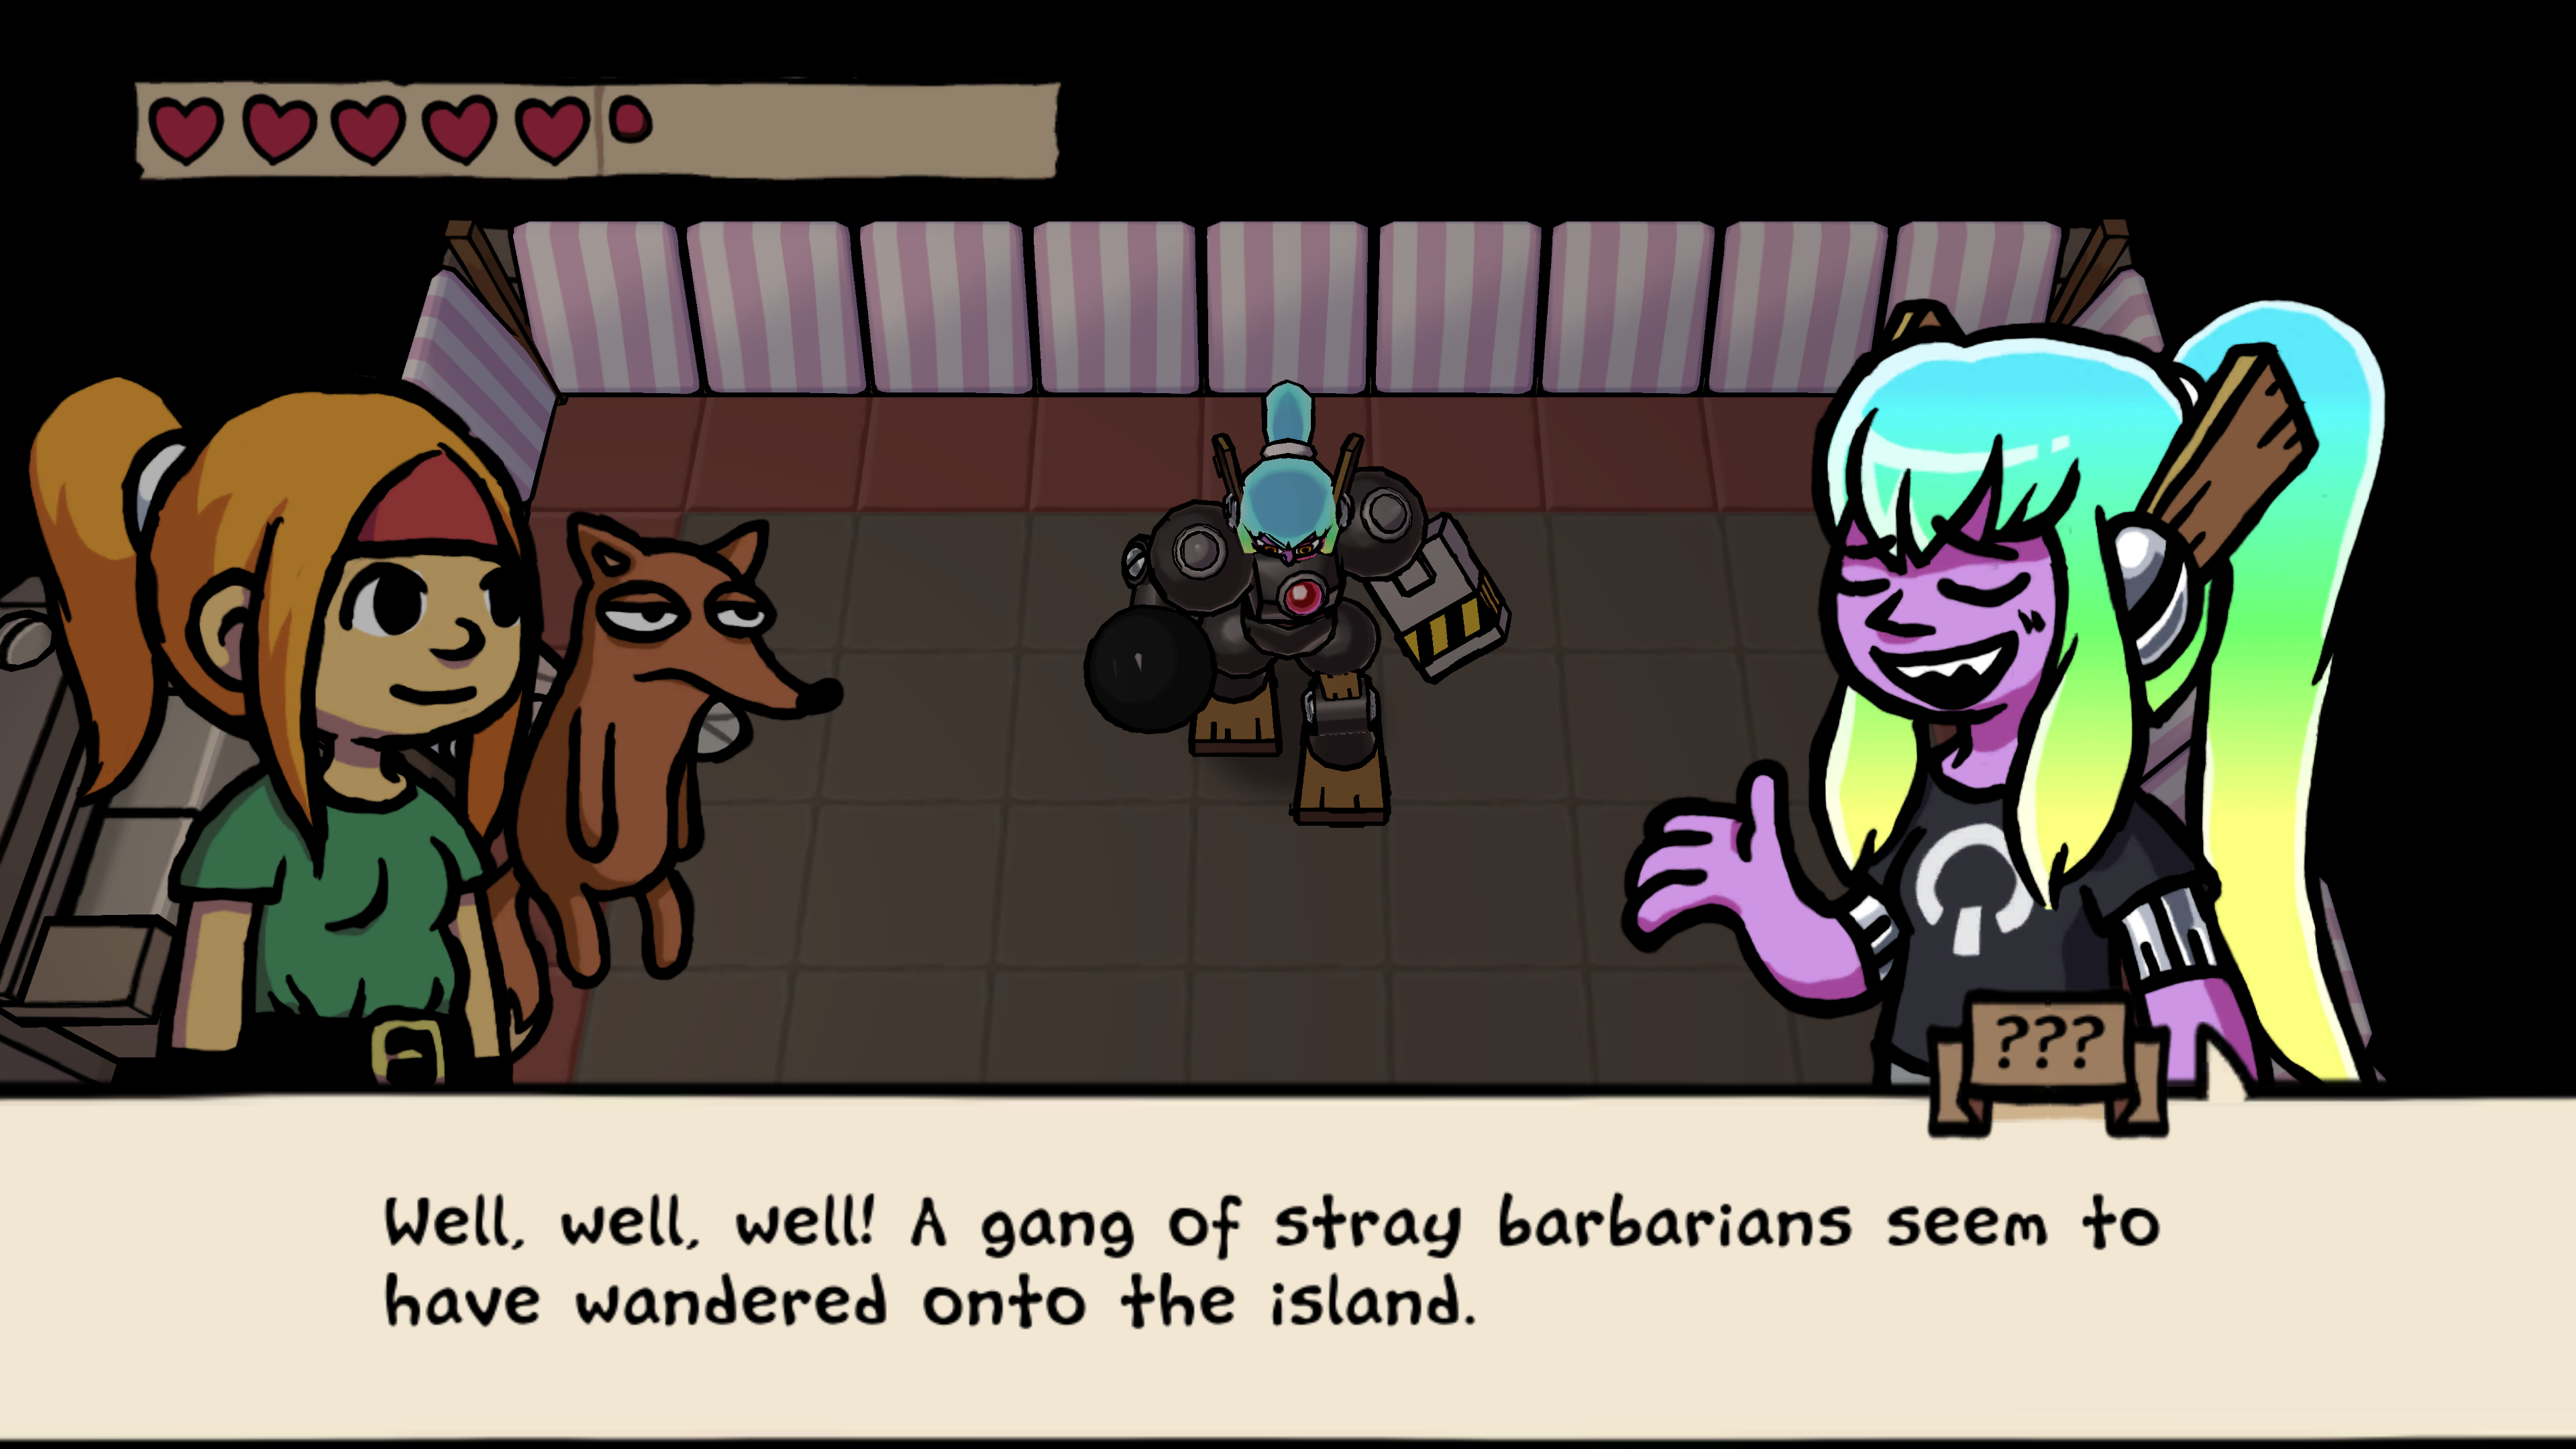 ???
Well, well, well! A gang of stray barbarians seem to
have wandered onto the island.